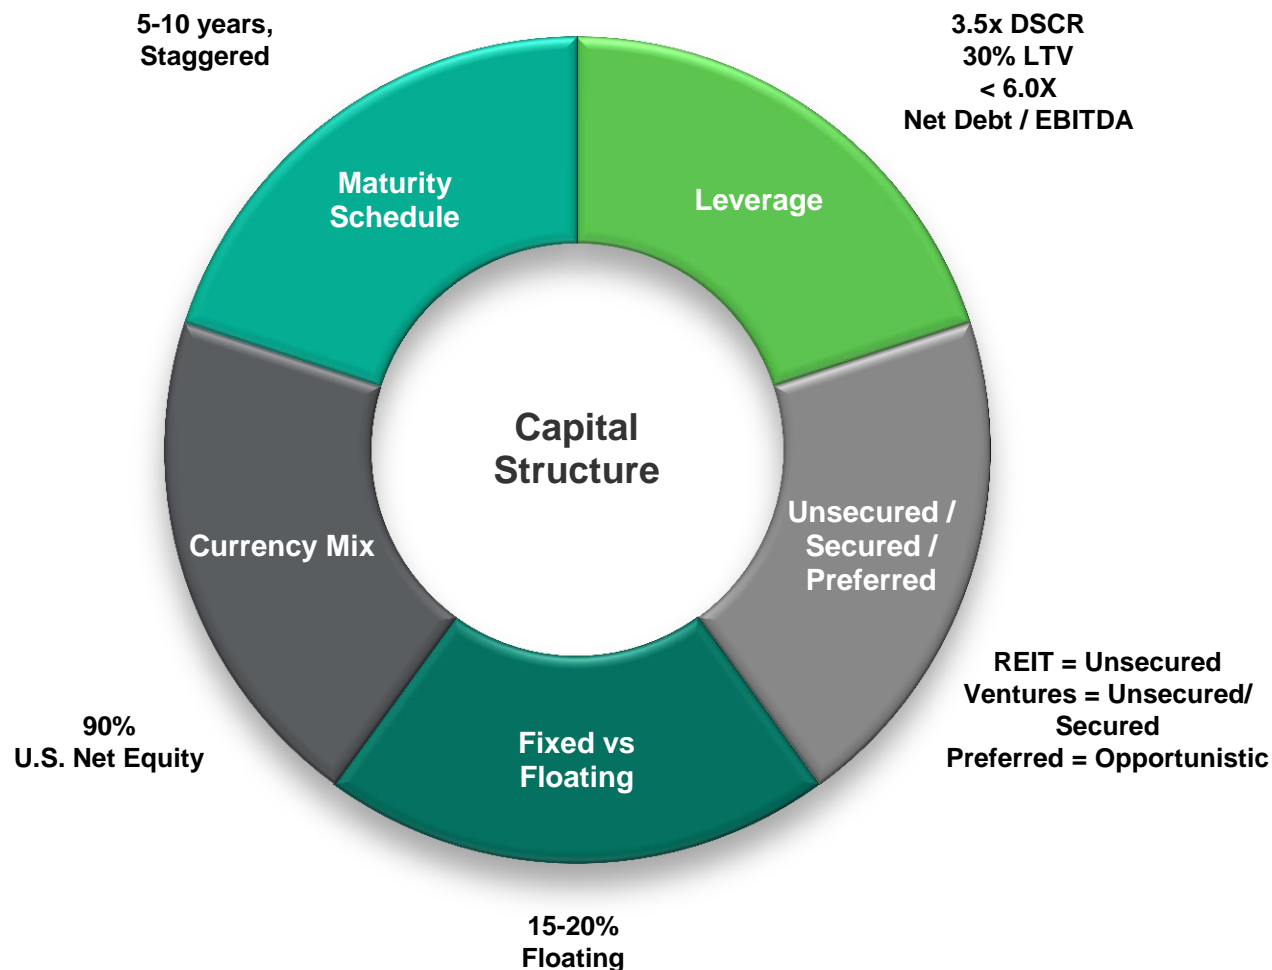 5-10 years,
Staggered
3.5x DSCR
30% LTV
< 6.0X
Net Debt / EBITDA
Maturity
Schedule
Leverage
Capital
Structure
Currency Mix
Unsecured /
Secured /
Preferred
Fixed vs
Floating
90%
U.S. Net Equity
REIT = Unsecured
Ventures = Unsecured/
Secured
Preferred = Opportunistic
15-20%
Floating